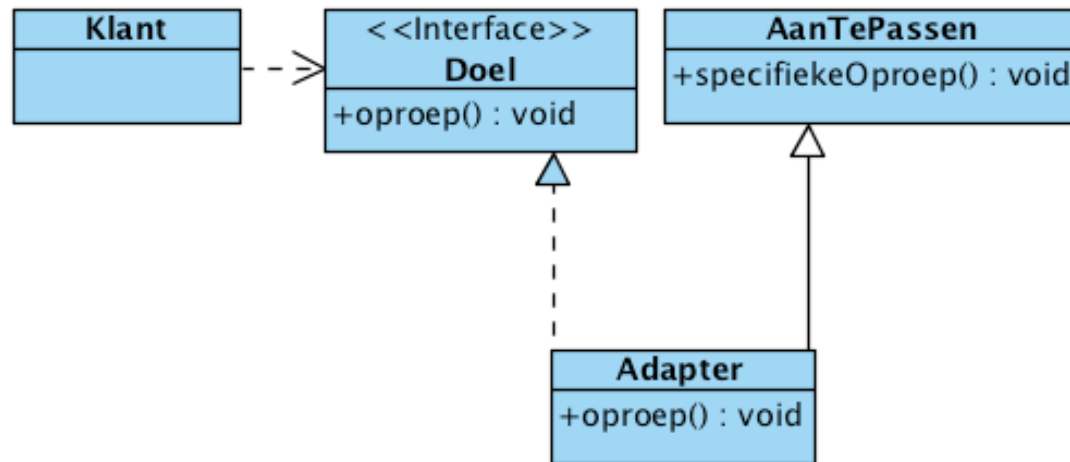 Klant
<<Interface>>
Doel
+oproep() : void
AanTePassen
+specifiekeOproep() : void
Adapter
+oproep() : void